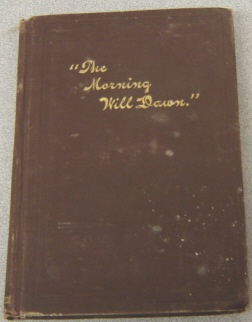 "The
Morning
Will Dawn."